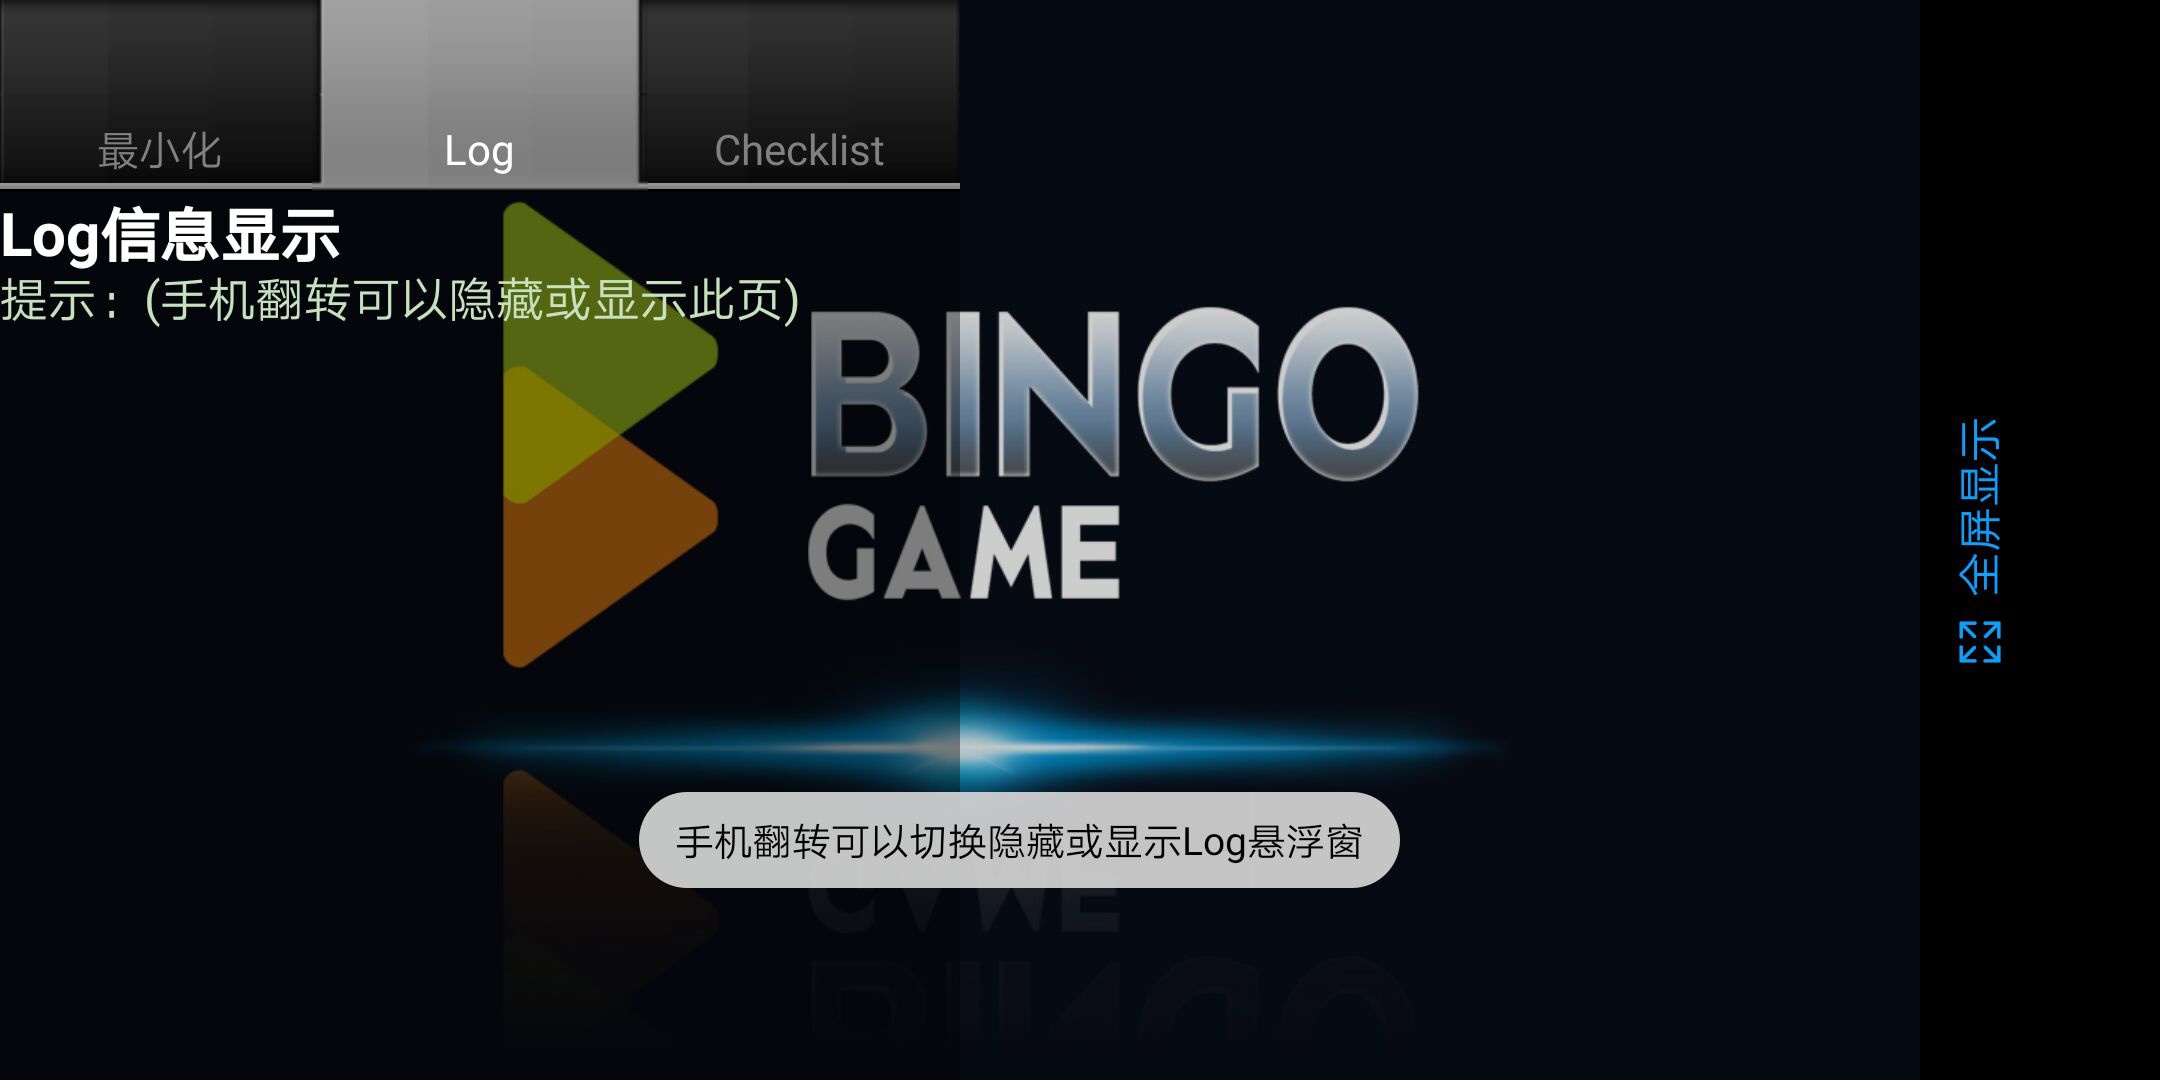 最小化
Log
Checklist
Log信息显示
提示：(手机翻转可以隐藏或显示此页)
BINGO
GAME
手机翻转可以切换隐藏或显示Log悬浮窗
全屏显示